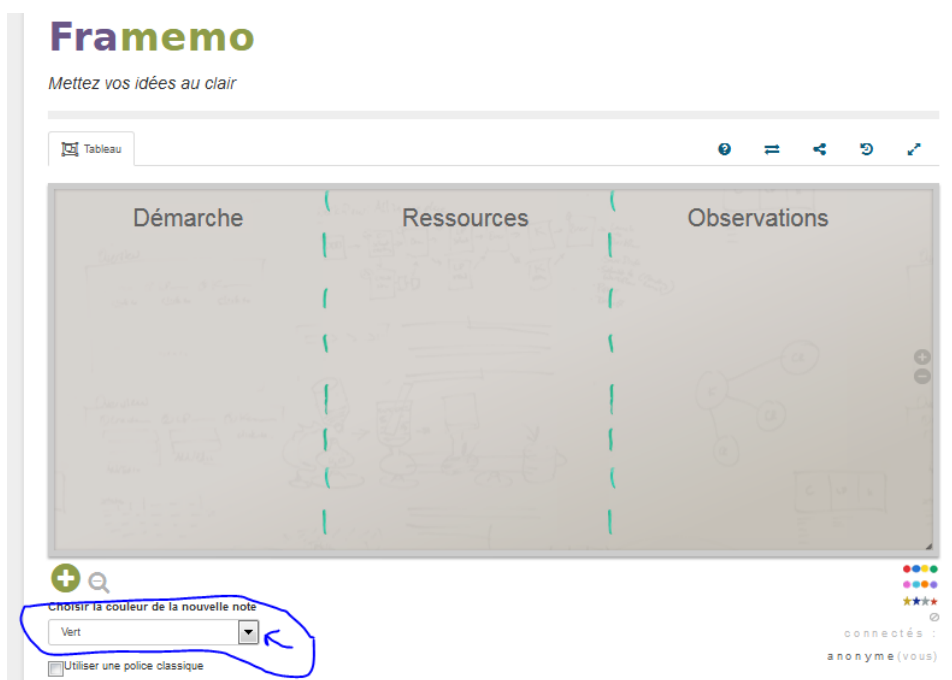 Framemo
Mettez vos idées au clair
Tableau
Démarche Ressources Observations
Choisir la couleur de la nouvelle note
Vert
Utiliser une police classique
connectés :
anonyme(vous)